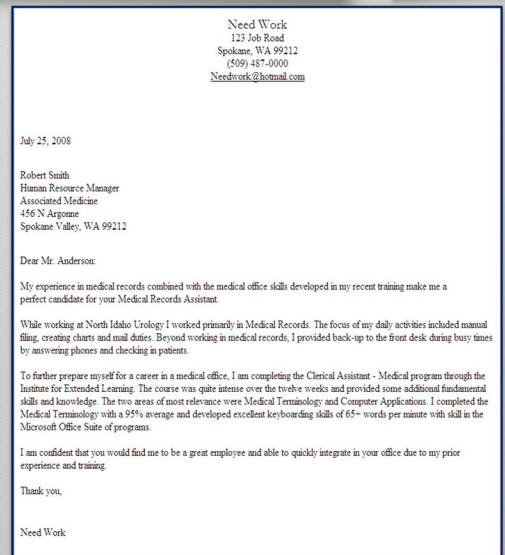 Need Work
123 Job Road
Spokane, WA 99212
(509) 487-0000
Needwork@hotmail.com
July 25, 2008
Robert Smith
Human Resource Manager
Associated Medicine
456 N Argonne
Spokane Valley, WA 99212
Dear Mr. Anderson:
My experience in medical records combined with the medical office skills developed in my recent training make me a
perfect candidate for your Medical Records Assistant.
While working at North Idaho Urology I worked primarily in Medical Records. The focus of my daily activities included manual
filing, creating charts and mail duties. Beyond working in medical records, I provided back-up to the front desk during busy times
by answering phones and checking in patients.
To further prepare myself for a career in a medical office, I am completing the Clerical Assistant - Medical program through the
Institute for Extended Learning. The course was quite intense over the twelve weeks and provided some additional fundamental
skills and knowledge. The two areas of most relevance were Medical Terminology and Computer Applications. I completed the
Medical Terminology with a 95% average and developed excellent keyboarding skills of 65+ words per minute with skill in the
Microsoft Office Suite of programs.
I am confident that you would find me to be a great employee and able to quickly integrate in your office due to my prior
experience and training.
Thank you,
Need Work